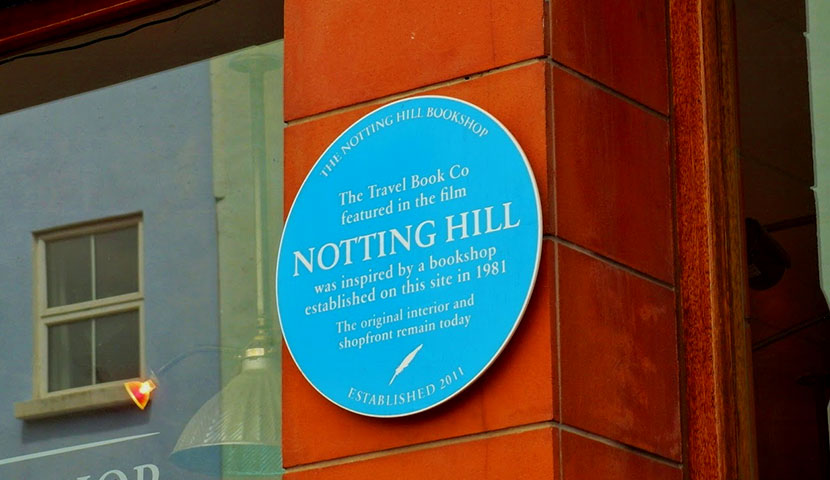 THE NOTTING HILL BOOKSHOP
The Travel Book Co
featured in the film
NOTTING HILL
was inspired by a bookshop
established on this site in 1981
The original interior and
shopfront remain today
ESTABLISHED 2011